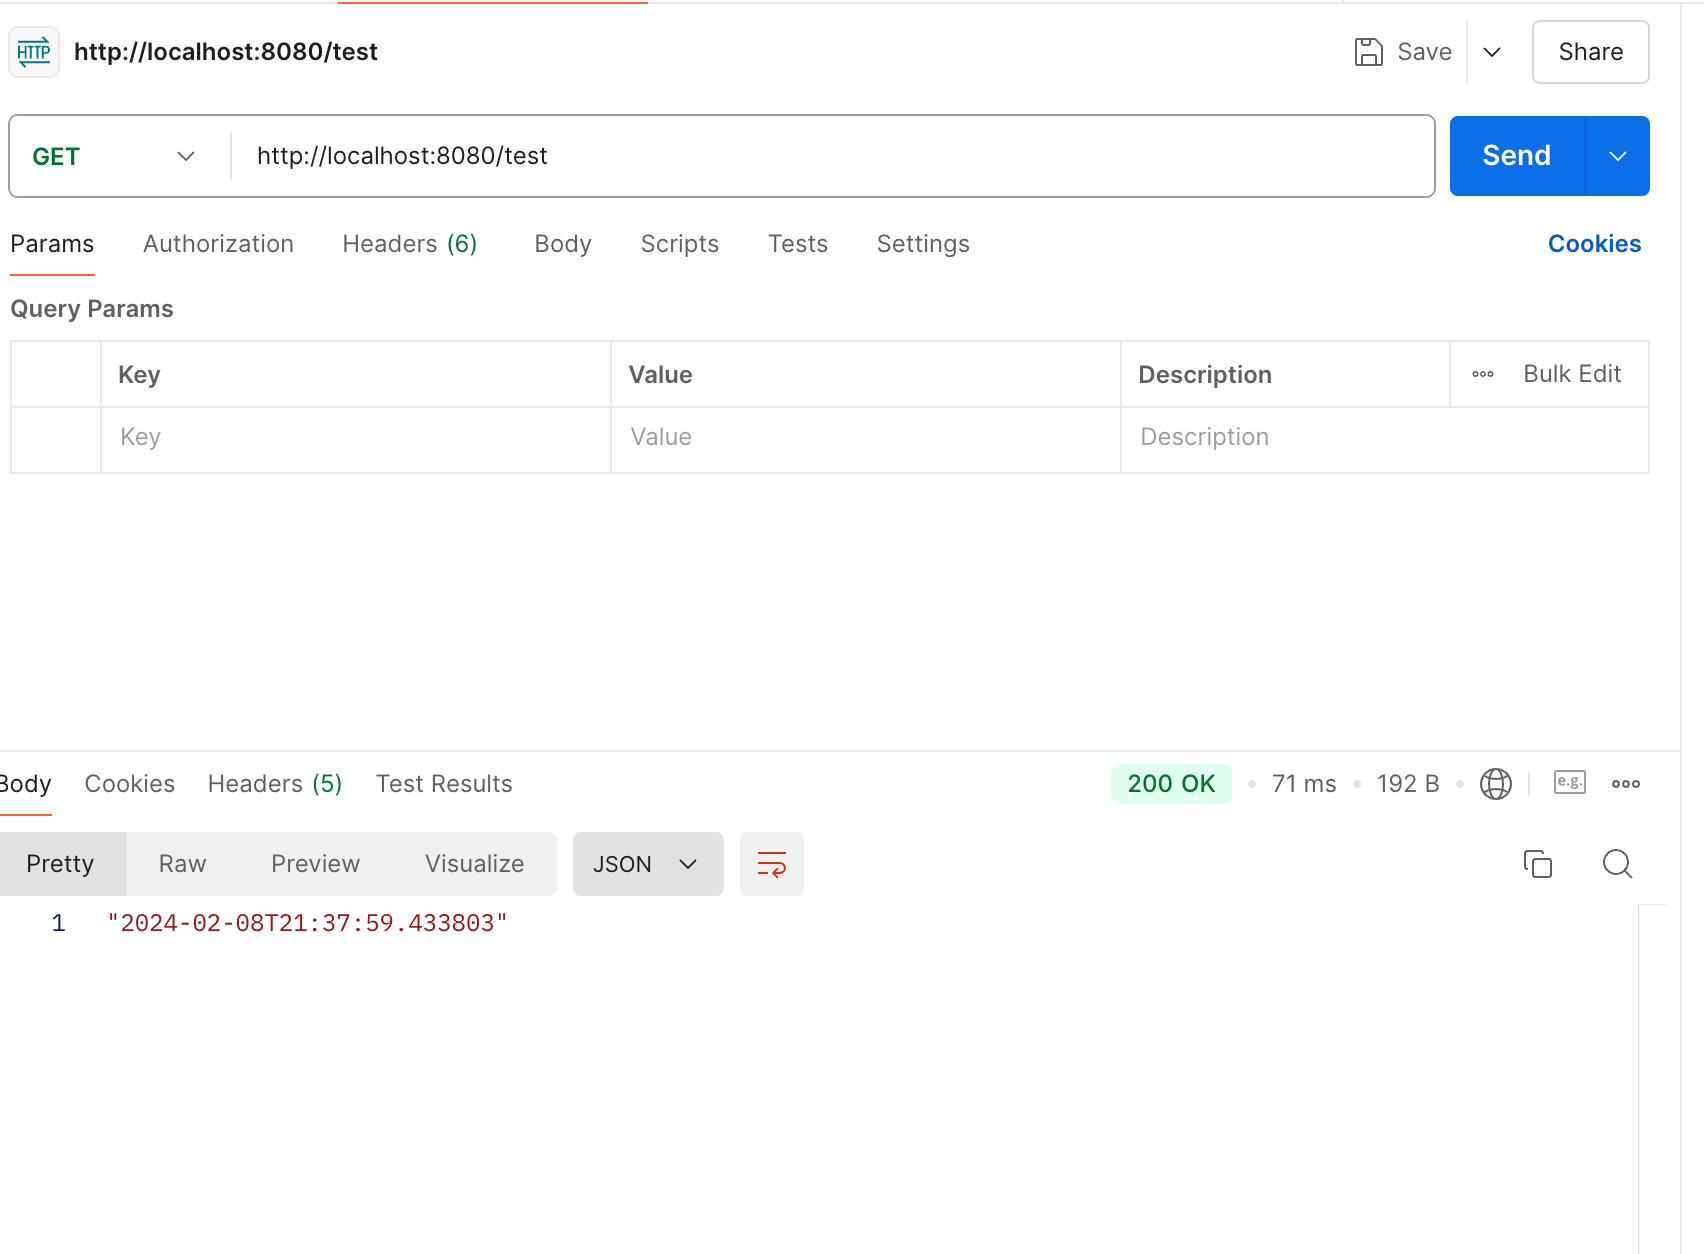 HTTP http://localhost:8080/test Save Share
GET http://localhost:8080/test Send
Params Authorization Headers (6) Body Scripts Tests Settings Cookies
Query Params
Key Value Description Bulk Edit
Key Value Description
Body Cookies Headers (5) Test Results 200 OK 71 ms 192 B e.g.
Pretty Raw Preview Visualize JSON
1 "2024-02-08T21:37:59.433803"